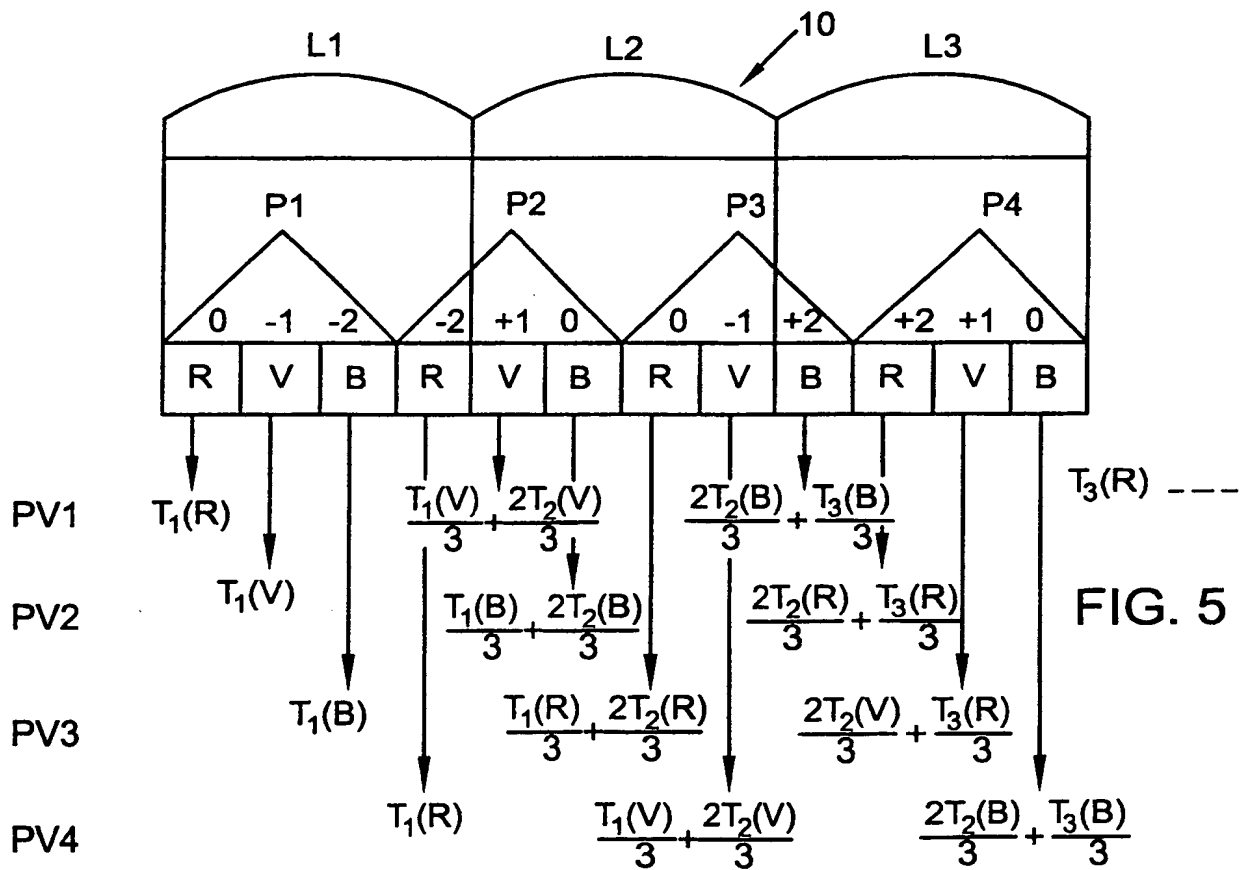 10
L1 L2 L3
P1 P2 P3 P4
0 -1 -2 -2 +1 0 0 -1 +2 +2 +1 0
R V B R V B R V B R V B
PV1 T₁(R) T₁(V)/3 + 2T₂(V)/3 2T₂(B)/3 + T₃(B)/3 T₃(R) ----
PV2 T₁(V) T₁(B)/3 + 2T₂(B)/3 2T₂(R)/3 + T₃(R)/3
FIG. 5
PV3 T₁(B) T₁(R)/3 + 2T₂(R)/3 2T₂(V)/3 + T₃(R)/3
PV4 T₁(R) T₁(V)/3 + 2T₂(V)/3 2T₂(B)/3 + T₃(B)/3